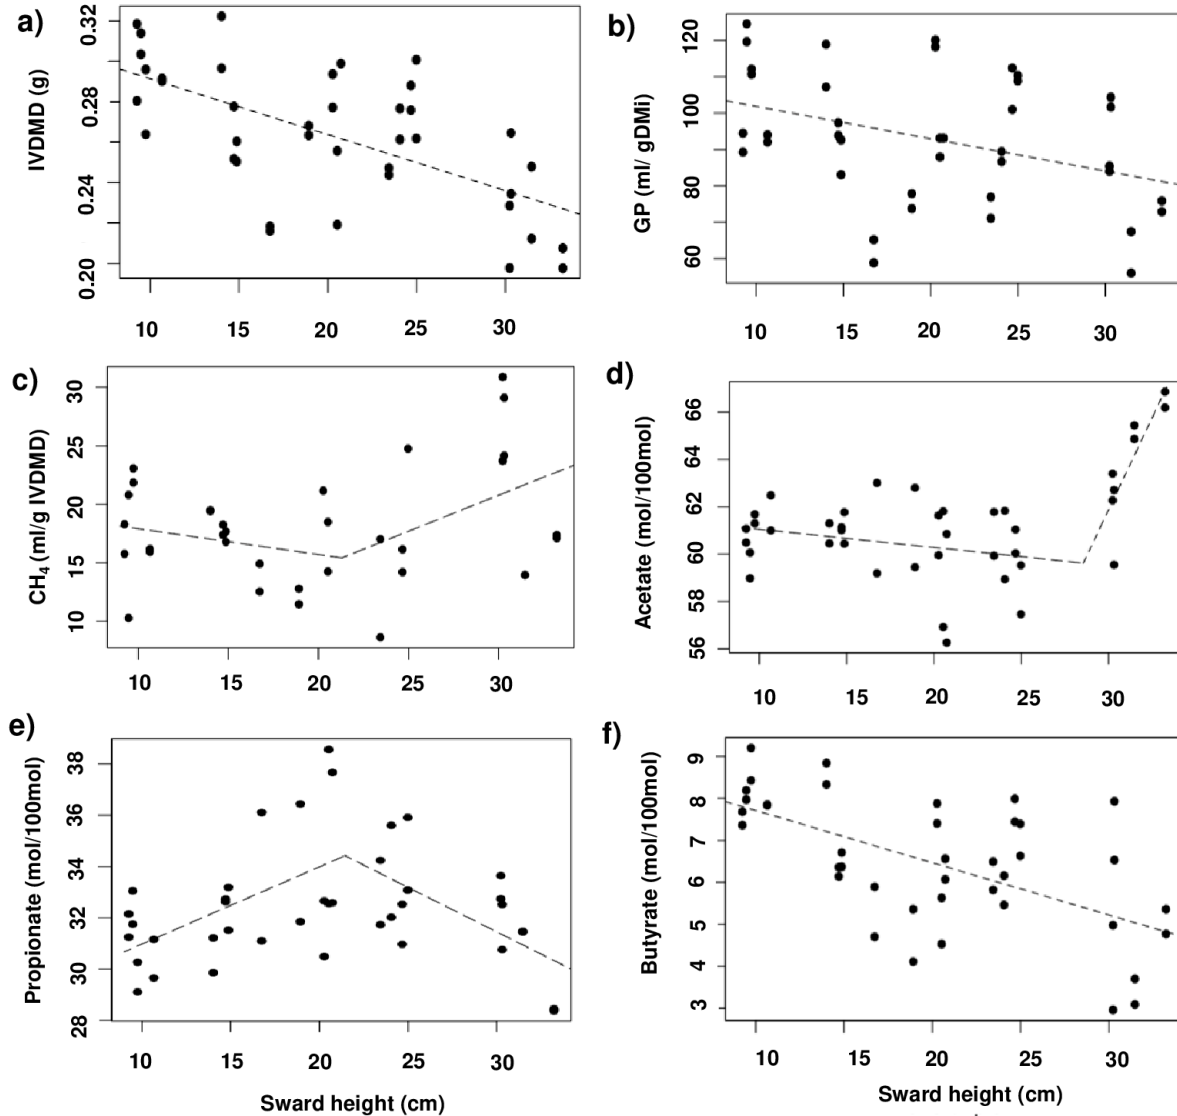 a)
IVDMD (g)
0.32
0.28
0.24
0.20
10 15 20 25 30
b)
GP (ml/ gDMi)
120
100
80
60
10 15 20 25 30
c)
CH₄ (ml/g IVDMD)
30
25
20
15
10
10 15 20 25 30
d)
Acetate (mol/100mol)
66
64
62
60
58
56
10 15 20 25 30
e)
Propionate (mol/100mol)
38
36
34
32
30
28
10 15 20 25 30
Sward height (cm)
f)
Butyrate (mol/100mol)
9
8
7
6
5
4
3
10 15 20 25 30
Sward height (cm)